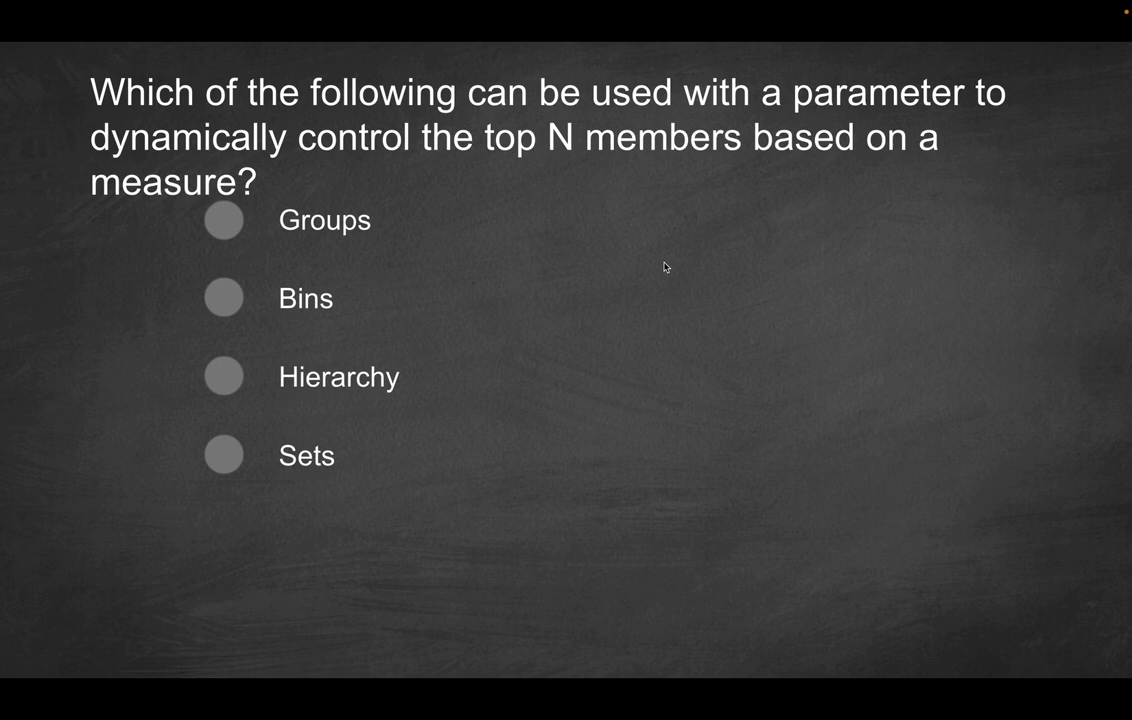 Which of the following can be used with a parameter to
dynamically control the top N members based on a
measure?
Groups
Bins
Hierarchy
Sets